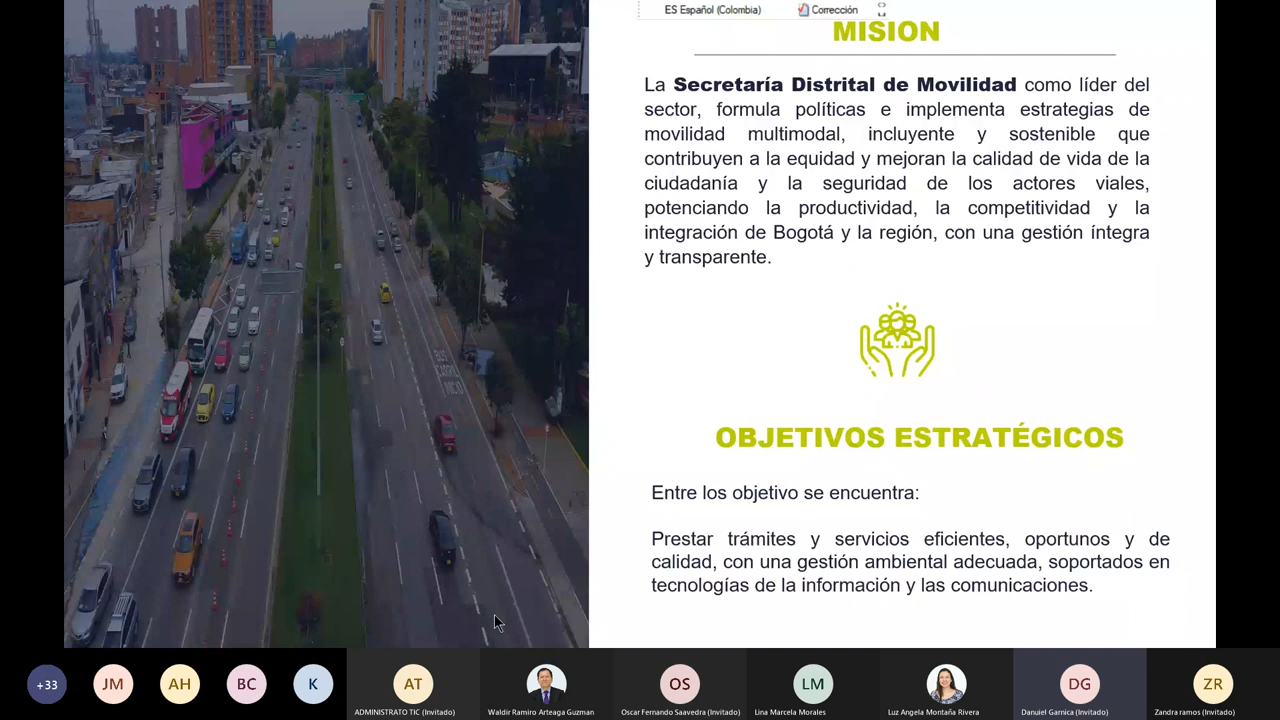 ES Español (Colombia) Corrección
MISION
La Secretaría Distrital de Movilidad como líder del
sector, formula políticas e implementa estrategias de
movilidad multimodal, incluyente y sostenible que
contribuyen a la equidad y mejoran la calidad de vida de la
ciudadanía y la seguridad de los actores viales,
potenciando la productividad, la competitividad y la
integración de Bogotá y la región, con una gestión íntegra
y transparente.
OBJETIVOS ESTRATÉGICOS
Entre los objetivo se encuentra:
Prestar trámites y servicios eficientes, oportunos y de
calidad, con una gestión ambiental adecuada, soportados en
tecnologías de la información y las comunicaciones.
BUS
CARRIL
INICIO
+33 JM AH BC K AT OS LM DG ZR
ADMINISTRATO TIC (Invitado) Waldir Ramiro Arteaga Guzman Oscar Fernando Saavedra (Invitado) Lina Marcela Morales Luz Angela Montaña Rivera Danuiel Garnica (Invitado) Zandra ramos (Invitado)